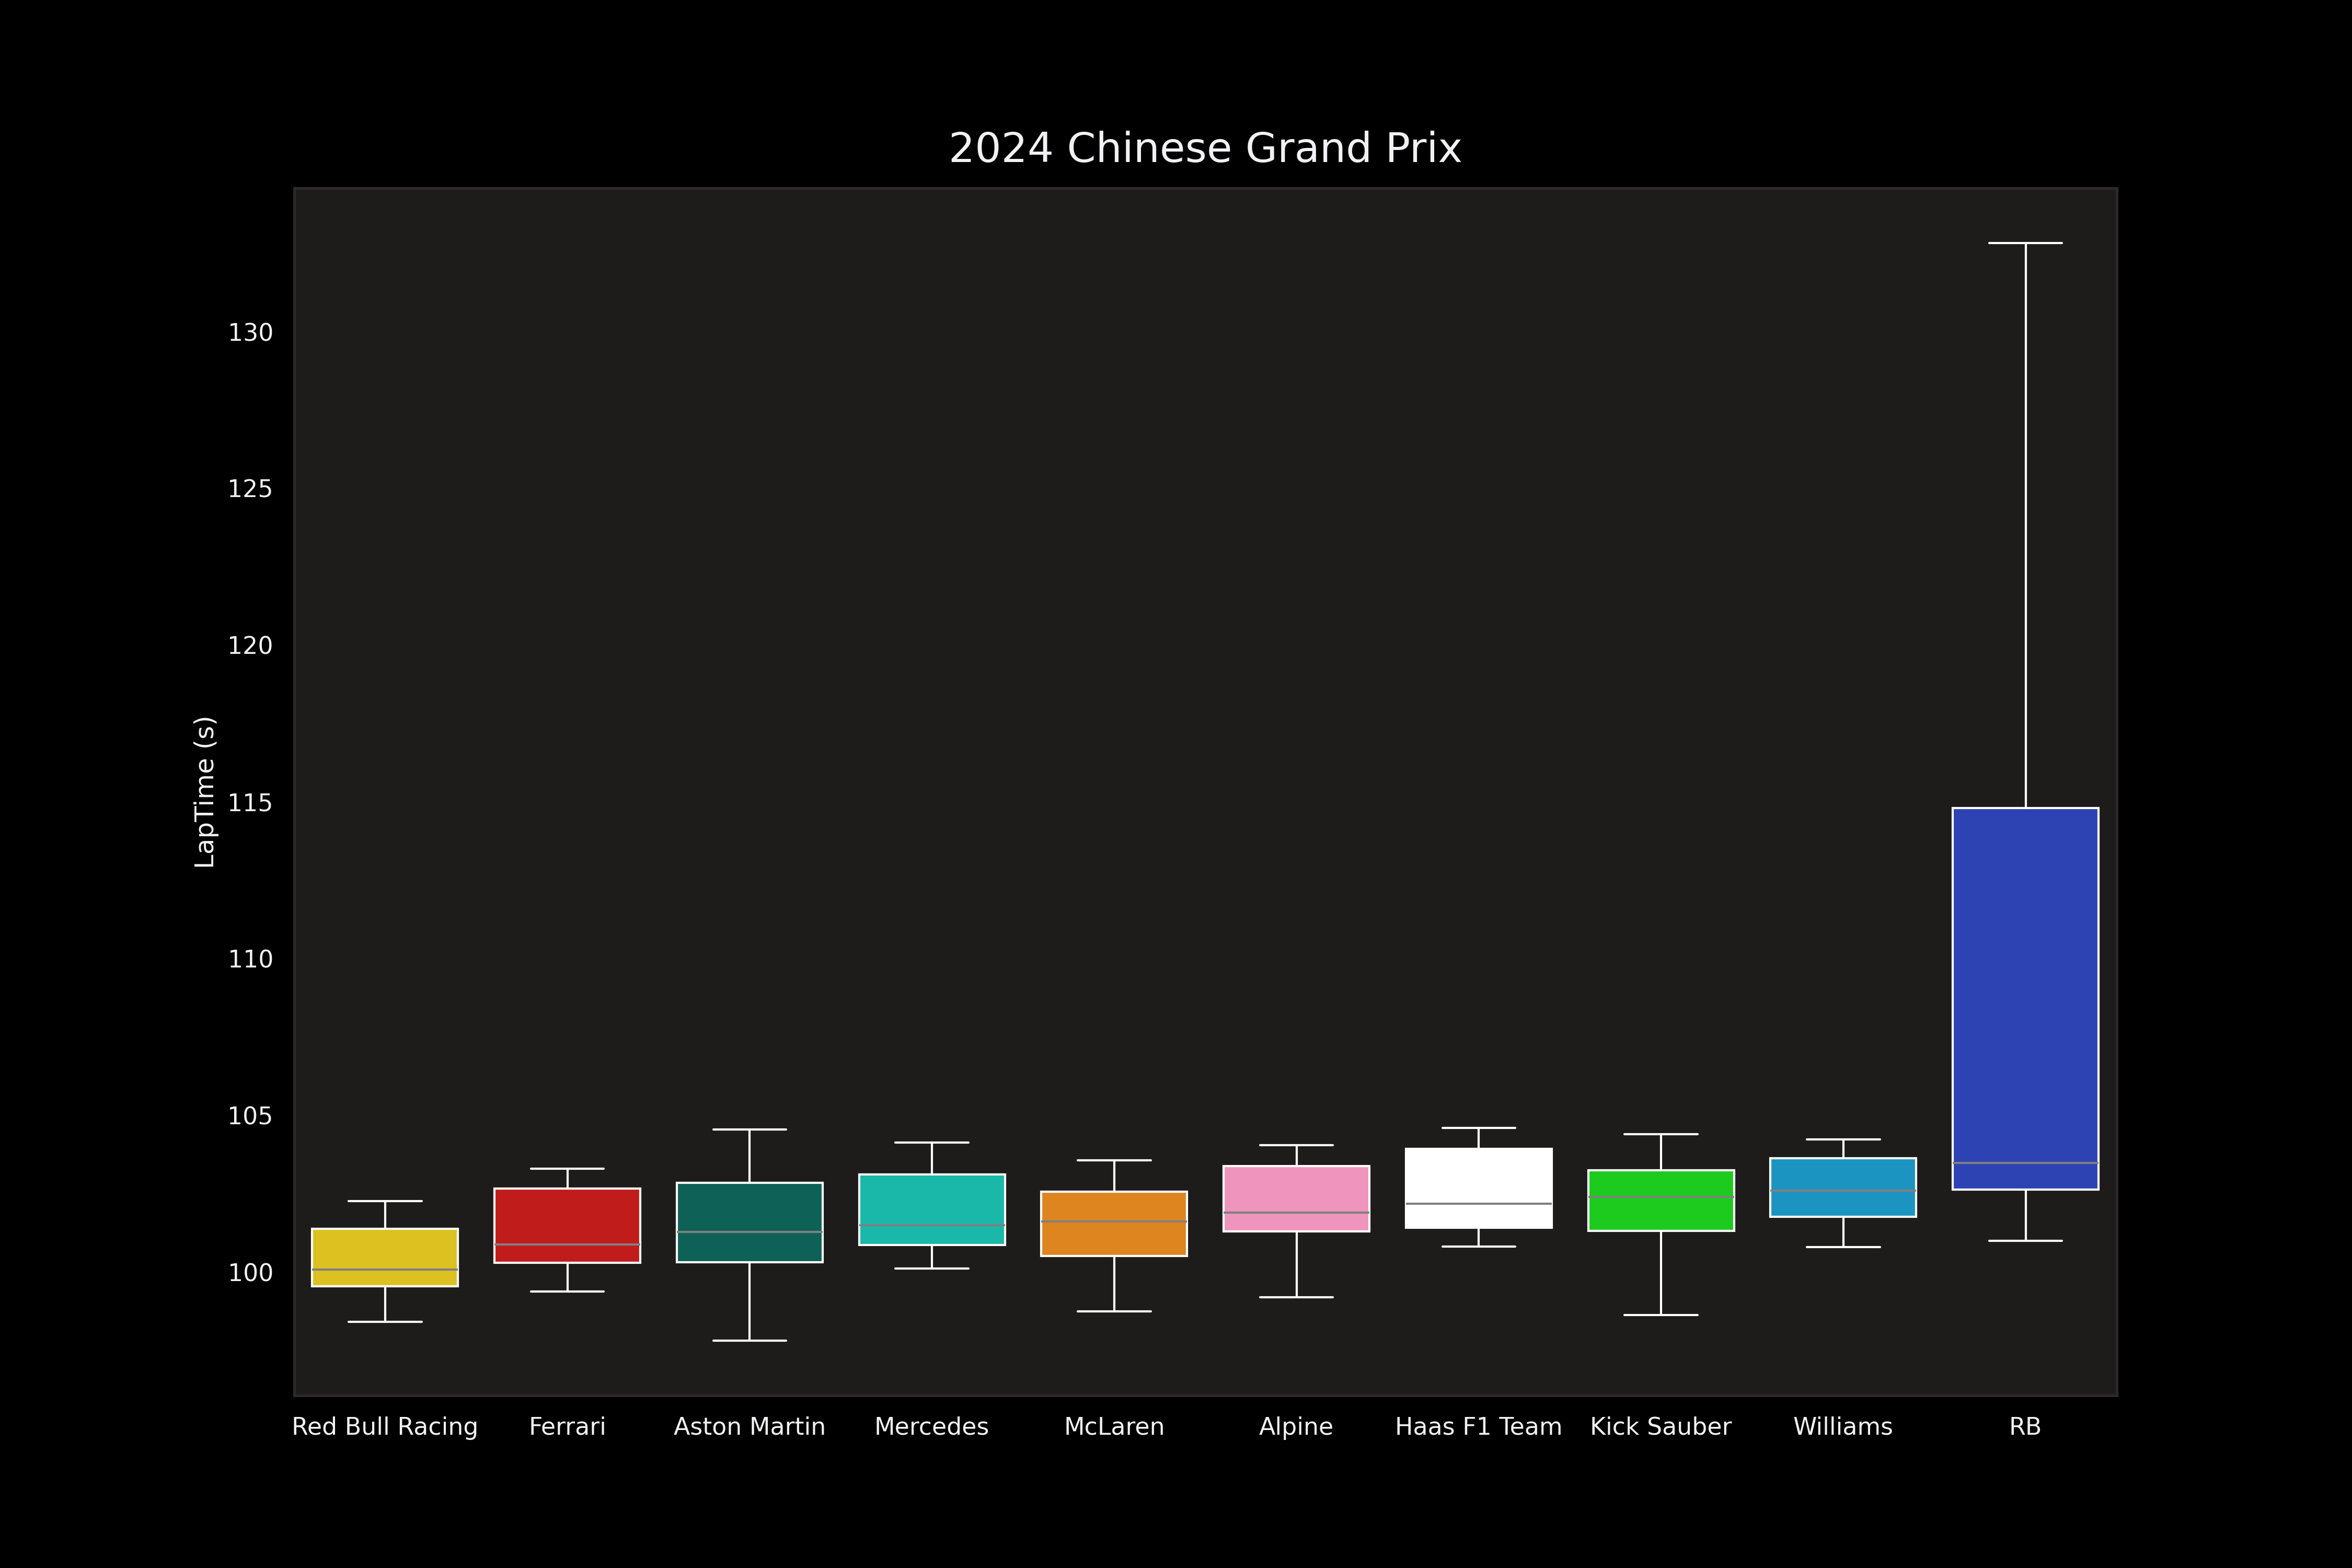 2024 Chinese Grand Prix
LapTime (s)
130
125
120
115
110
105
100
Red Bull Racing
Ferrari
Aston Martin
Mercedes
McLaren
Alpine
Haas F1 Team
Kick Sauber
Williams
RB